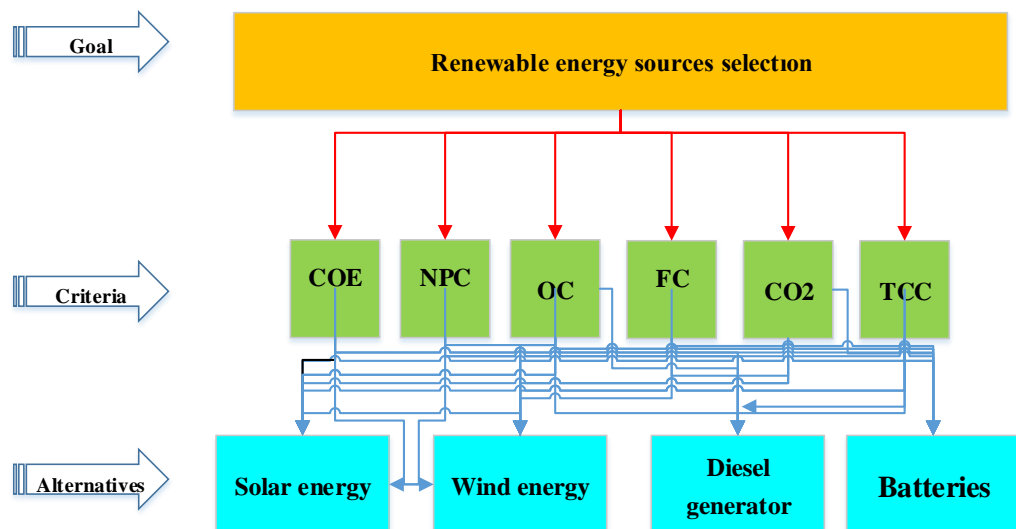 Goal
Renewable energy sources selection
Criteria
COE
NPC
OC
FC
CO2
TCC
Alternatives
Solar energy
Wind energy
Diesel
generator
Batteries